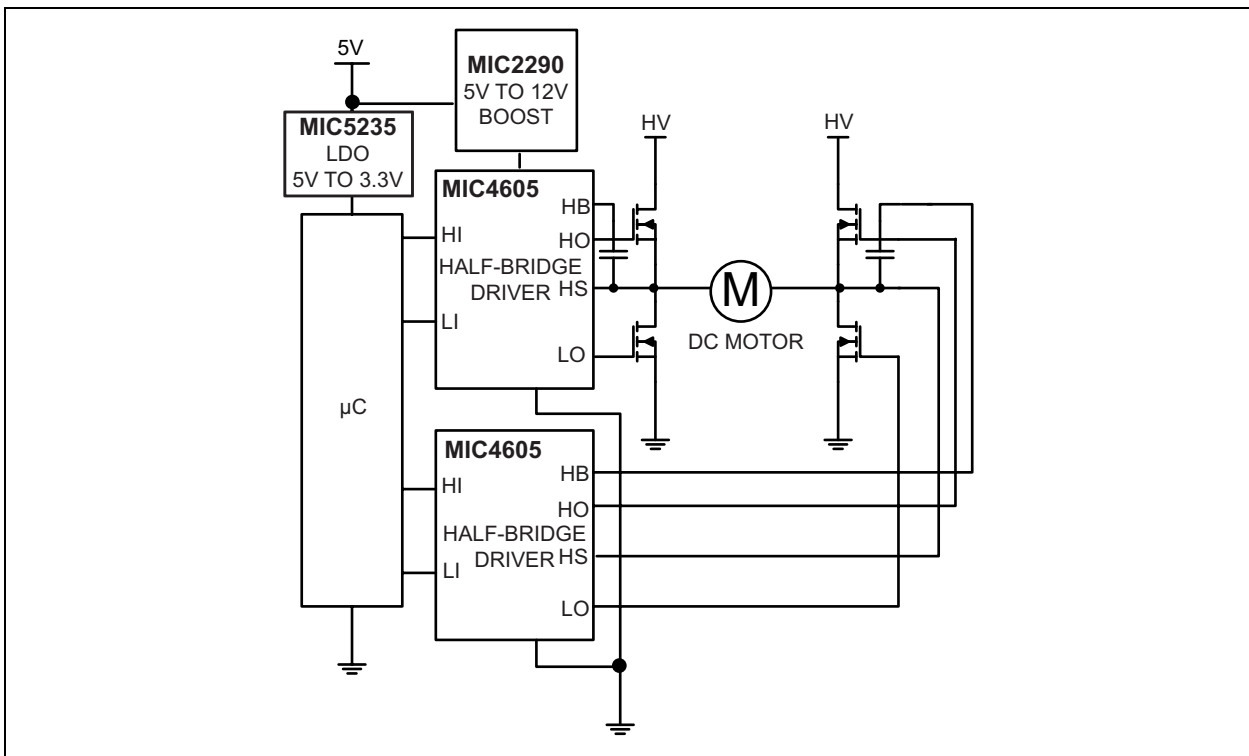 5V
MIC2290
5V TO 12V
BOOST
MIC5235
LDO
5V TO 3.3V
HV
HV
MIC4605
HB
HI
HO
HALF-BRIDGE
DRIVER
HS
LI
LO
M
DC MOTOR
µC
MIC4605
HB
HI
HO
HALF-BRIDGE
DRIVER
HS
LI
LO